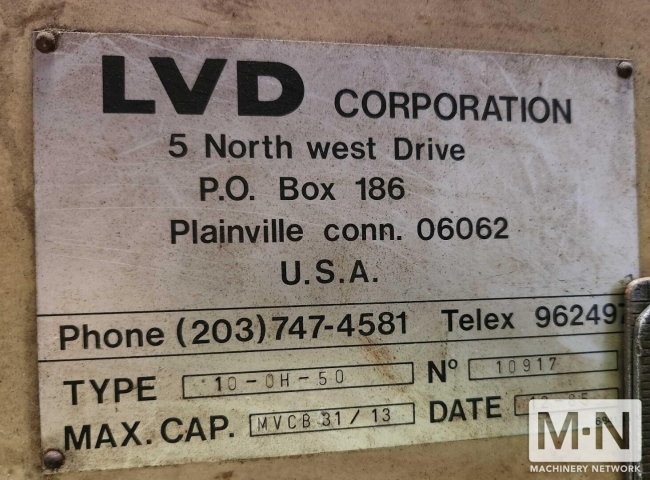 LVD CORPORATION
5 North west Drive
P.O. Box 186
Plainville conn. 06062
U.S.A.
Phone (203) 747-4581 Telex 962497
TYPE 10-OH-50 Nº 10917
MAX. CAP. MVCB 31/13 DATE
M·N
MACHINERY NETWORK